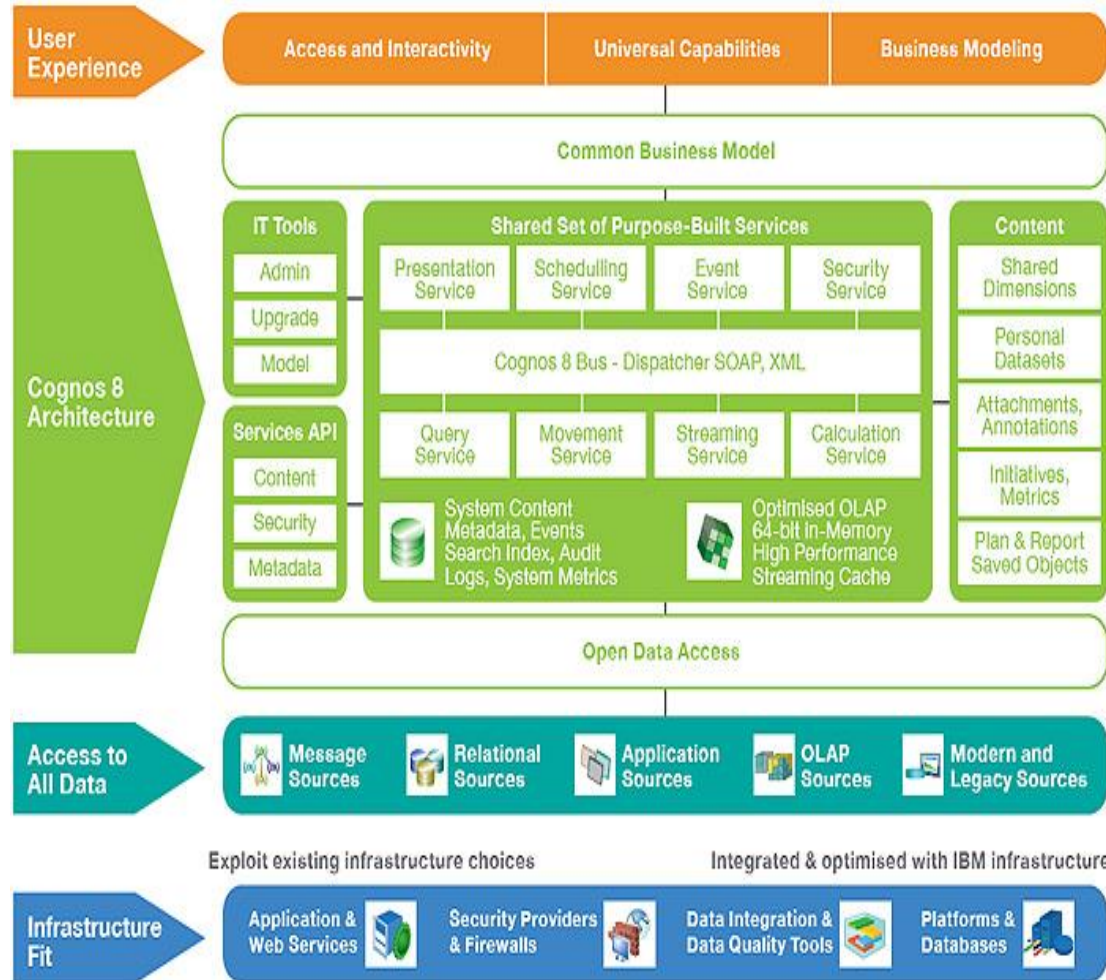 User
Experience
Access and Interactivity
Universal Capabilities
Business Modeling
Common Business Model
Cognos 8
Architecture
IT Tools
Admin
Upgrade
Model
Services API
Content
Security
Metadata
Shared Set of Purpose-Built Services
Presentation
Service
Schedulling
Service
Event
Service
Security
Service
Cognos 8 Bus - Dispatcher SOAP, XML
Query
Service
Movement
Service
Streaming
Service
Calculation
Service
System Content
Metadata, Events
Search Index, Audit
Logs, System Metrics
Optimised OLAP
64-bit in-Memory
High Performance
Streaming Cache
Content
Shared
Dimensions
Personal
Datasets
Attachments,
Annotations
Initiatives,
Metrics
Plan & Report
Saved Objects
Open Data Access
Access to
All Data
Message
Sources
Relational
Sources
Application
Sources
OLAP
Sources
Modern and
Legacy Sources
Exploit existing infrastructure choices
Integrated & optimised with IBM infrastructure
Infrastructure
Fit
Application &
Web Services
Security Providers
& Firewalls
Data Integration &
Data Quality Tools
Platforms &
Databases